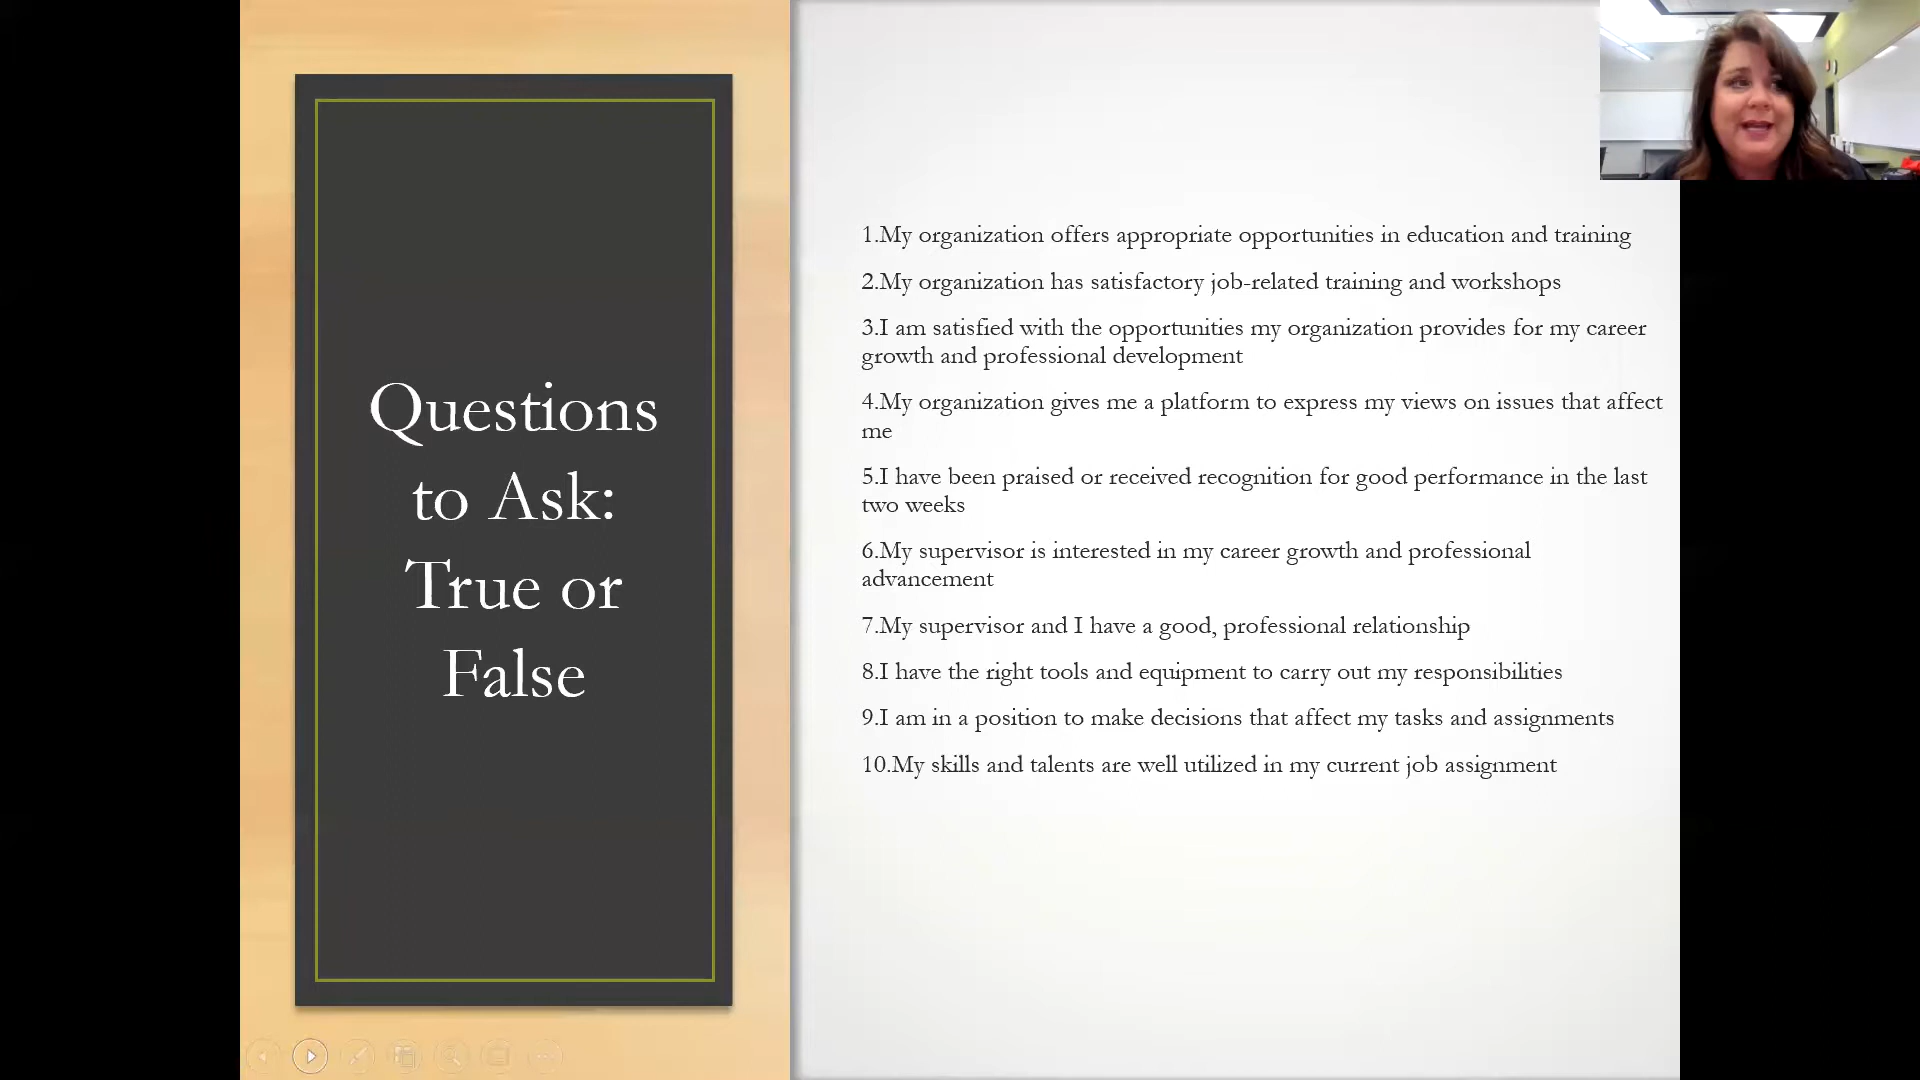 Questions
to Ask:
True or
False
1.My organization offers appropriate opportunities in education and training
2.My organization has satisfactory job-related training and workshops
3.I am satisfied with the opportunities my organization provides for my career
growth and professional development
4.My organization gives me a platform to express my views on issues that affect
me
5.I have been praised or received recognition for good performance in the last
two weeks
6.My supervisor is interested in my career growth and professional
advancement
7.My supervisor and I have a good, professional relationship
8.I have the right tools and equipment to carry out my responsibilities
9.I am in a position to make decisions that affect my tasks and assignments
10.My skills and talents are well utilized in my current job assignment